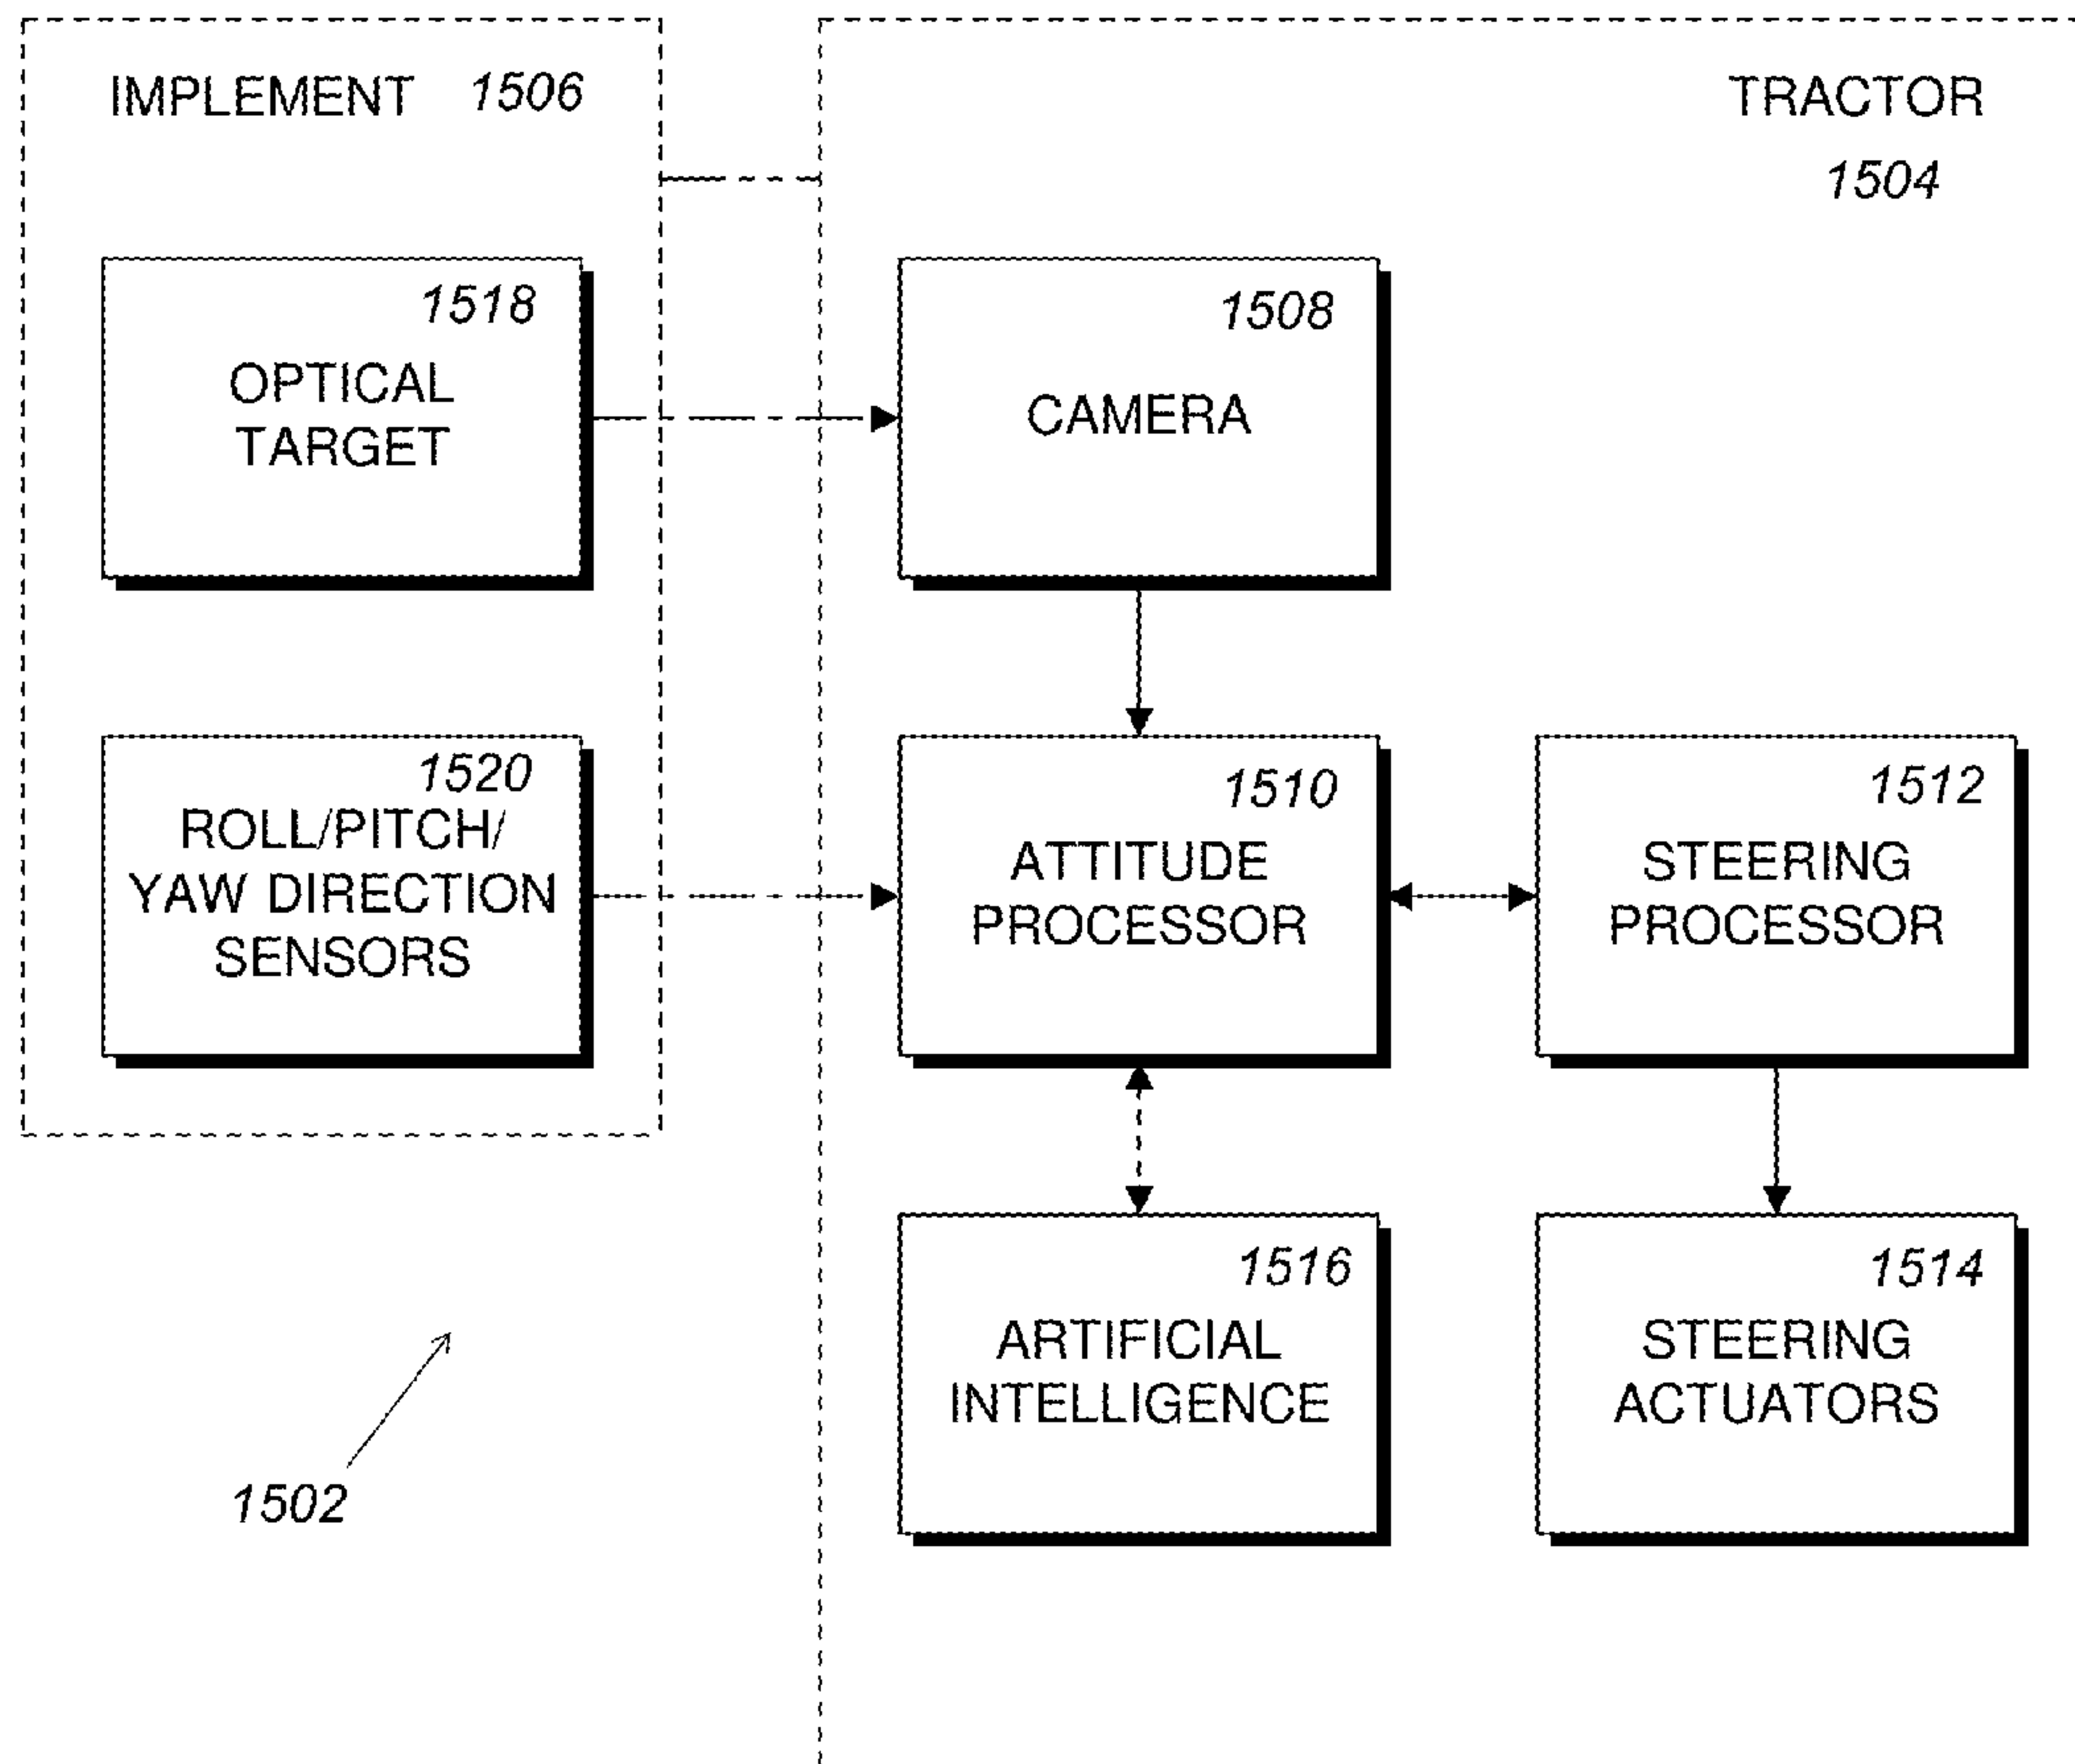 IMPLEMENT 1506
TRACTOR
1504
1518
OPTICAL
TARGET
1508
CAMERA
1520
ROLL/PITCH/
YAW DIRECTION
SENSORS
1510
ATTITUDE
PROCESSOR
1512
STEERING
PROCESSOR
1516
ARTIFICIAL
INTELLIGENCE
1514
STEERING
ACTUATORS
1502